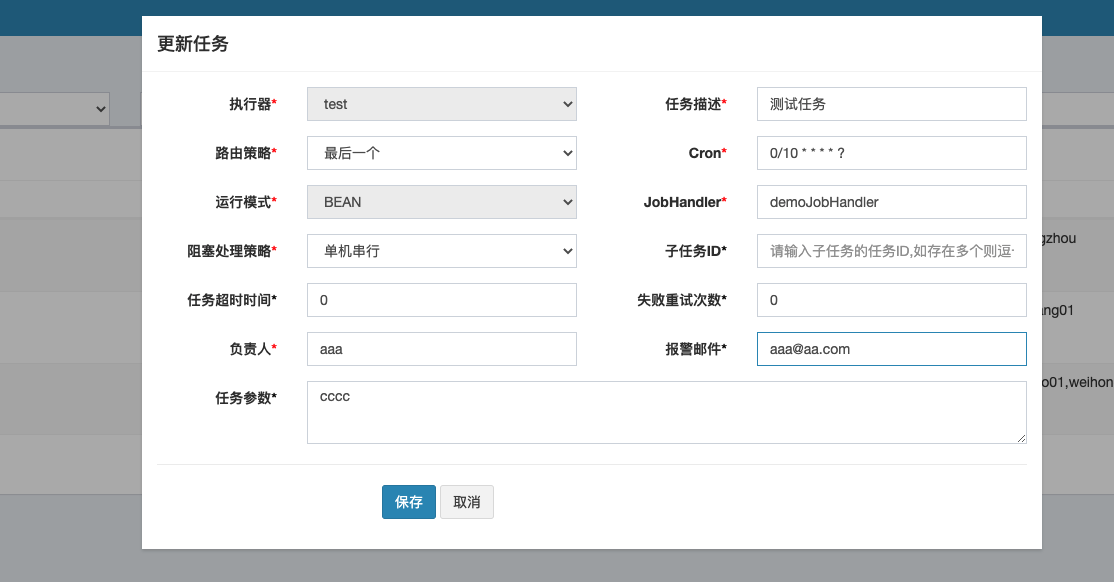 更新任务
执行器* test 任务描述* 测试任务
路由策略* 最后一个 Cron* 0/10 * * * * ?
运行模式* BEAN JobHandler* demoJobHandler
阻塞处理策略* 单机串行 子任务ID* 请输入子任务的任务ID,如存在多个则逗
gzhou
任务超时时间* 0 失败重试次数* 0
ang01
负责人* aaa 报警邮件* aaa@aa.com
任务参数* cccc
o01,weihon
保存 取消